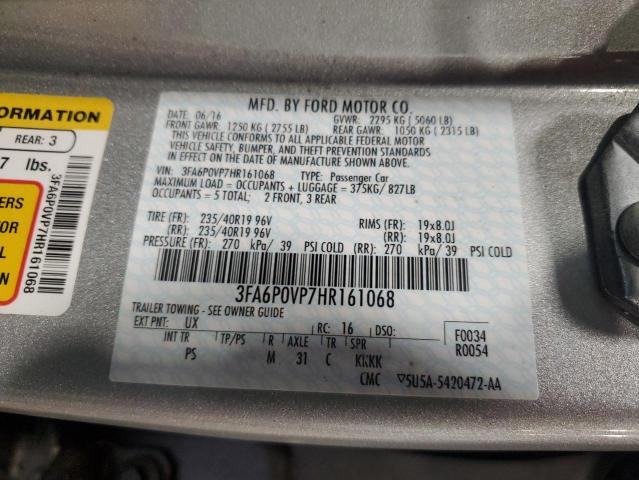 ORMATION
REAR: 3
7 lbs.
ERS
TOR
AL
ON
3FA6P0VP7HR161068
MFD. BY FORD MOTOR CO.
DATE: 06/16 GVWR: 2295 KG ( 5060 LB)
FRONT GAWR: 1250 KG ( 2755 LB) REAR GAWR: 1050 KG ( 2315 LB)
THIS VEHICLE CONFORMS TO ALL APPLICABLE FEDERAL MOTOR
VEHICLE SAFETY, BUMPER, AND THEFT PREVENTION STANDARDS
IN EFFECT ON THE DATE OF MANUFACTURE SHOWN ABOVE.
VIN: 3FA6P0VP7HR161068 TYPE: Passenger Car
MAXIMUM LOAD = OCCUPANTS + LUGGAGE = 375KG/ 827LB
OCCUPANTS = 5 TOTAL; 2 FRONT, 3 REAR
TIRE (FR): 235/40R19 96V RIMS (FR): 19x8.0J
(RR): 235/40R19 96V (RR): 19x8.0J
PRESSURE (FR): 270 kPa/ 39 PSI COLD (RR): 270 kPa/ 39 PSI COLD
3FA6P0VP7HR161068
TRAILER TOWING - SEE OWNER GUIDE
EXT PNT: UX RC: 16 DSO: F0034
INT TR TP/PS R AXLE TR SPR R0054
PS M 31 C KKKK
CMC ▽5U5A-5420472-AA